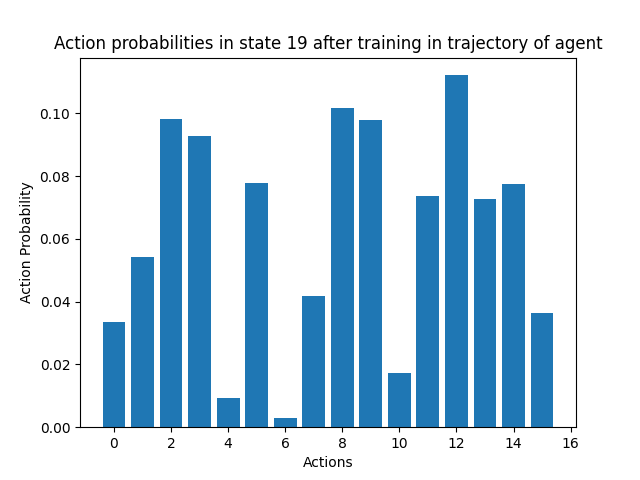 Action probabilities in state 19 after training in trajectory of agent
0.10
0.08
0.06
0.04
0.02
0.00
Action Probability
0 2 4 6 8 10 12 14 16
Actions